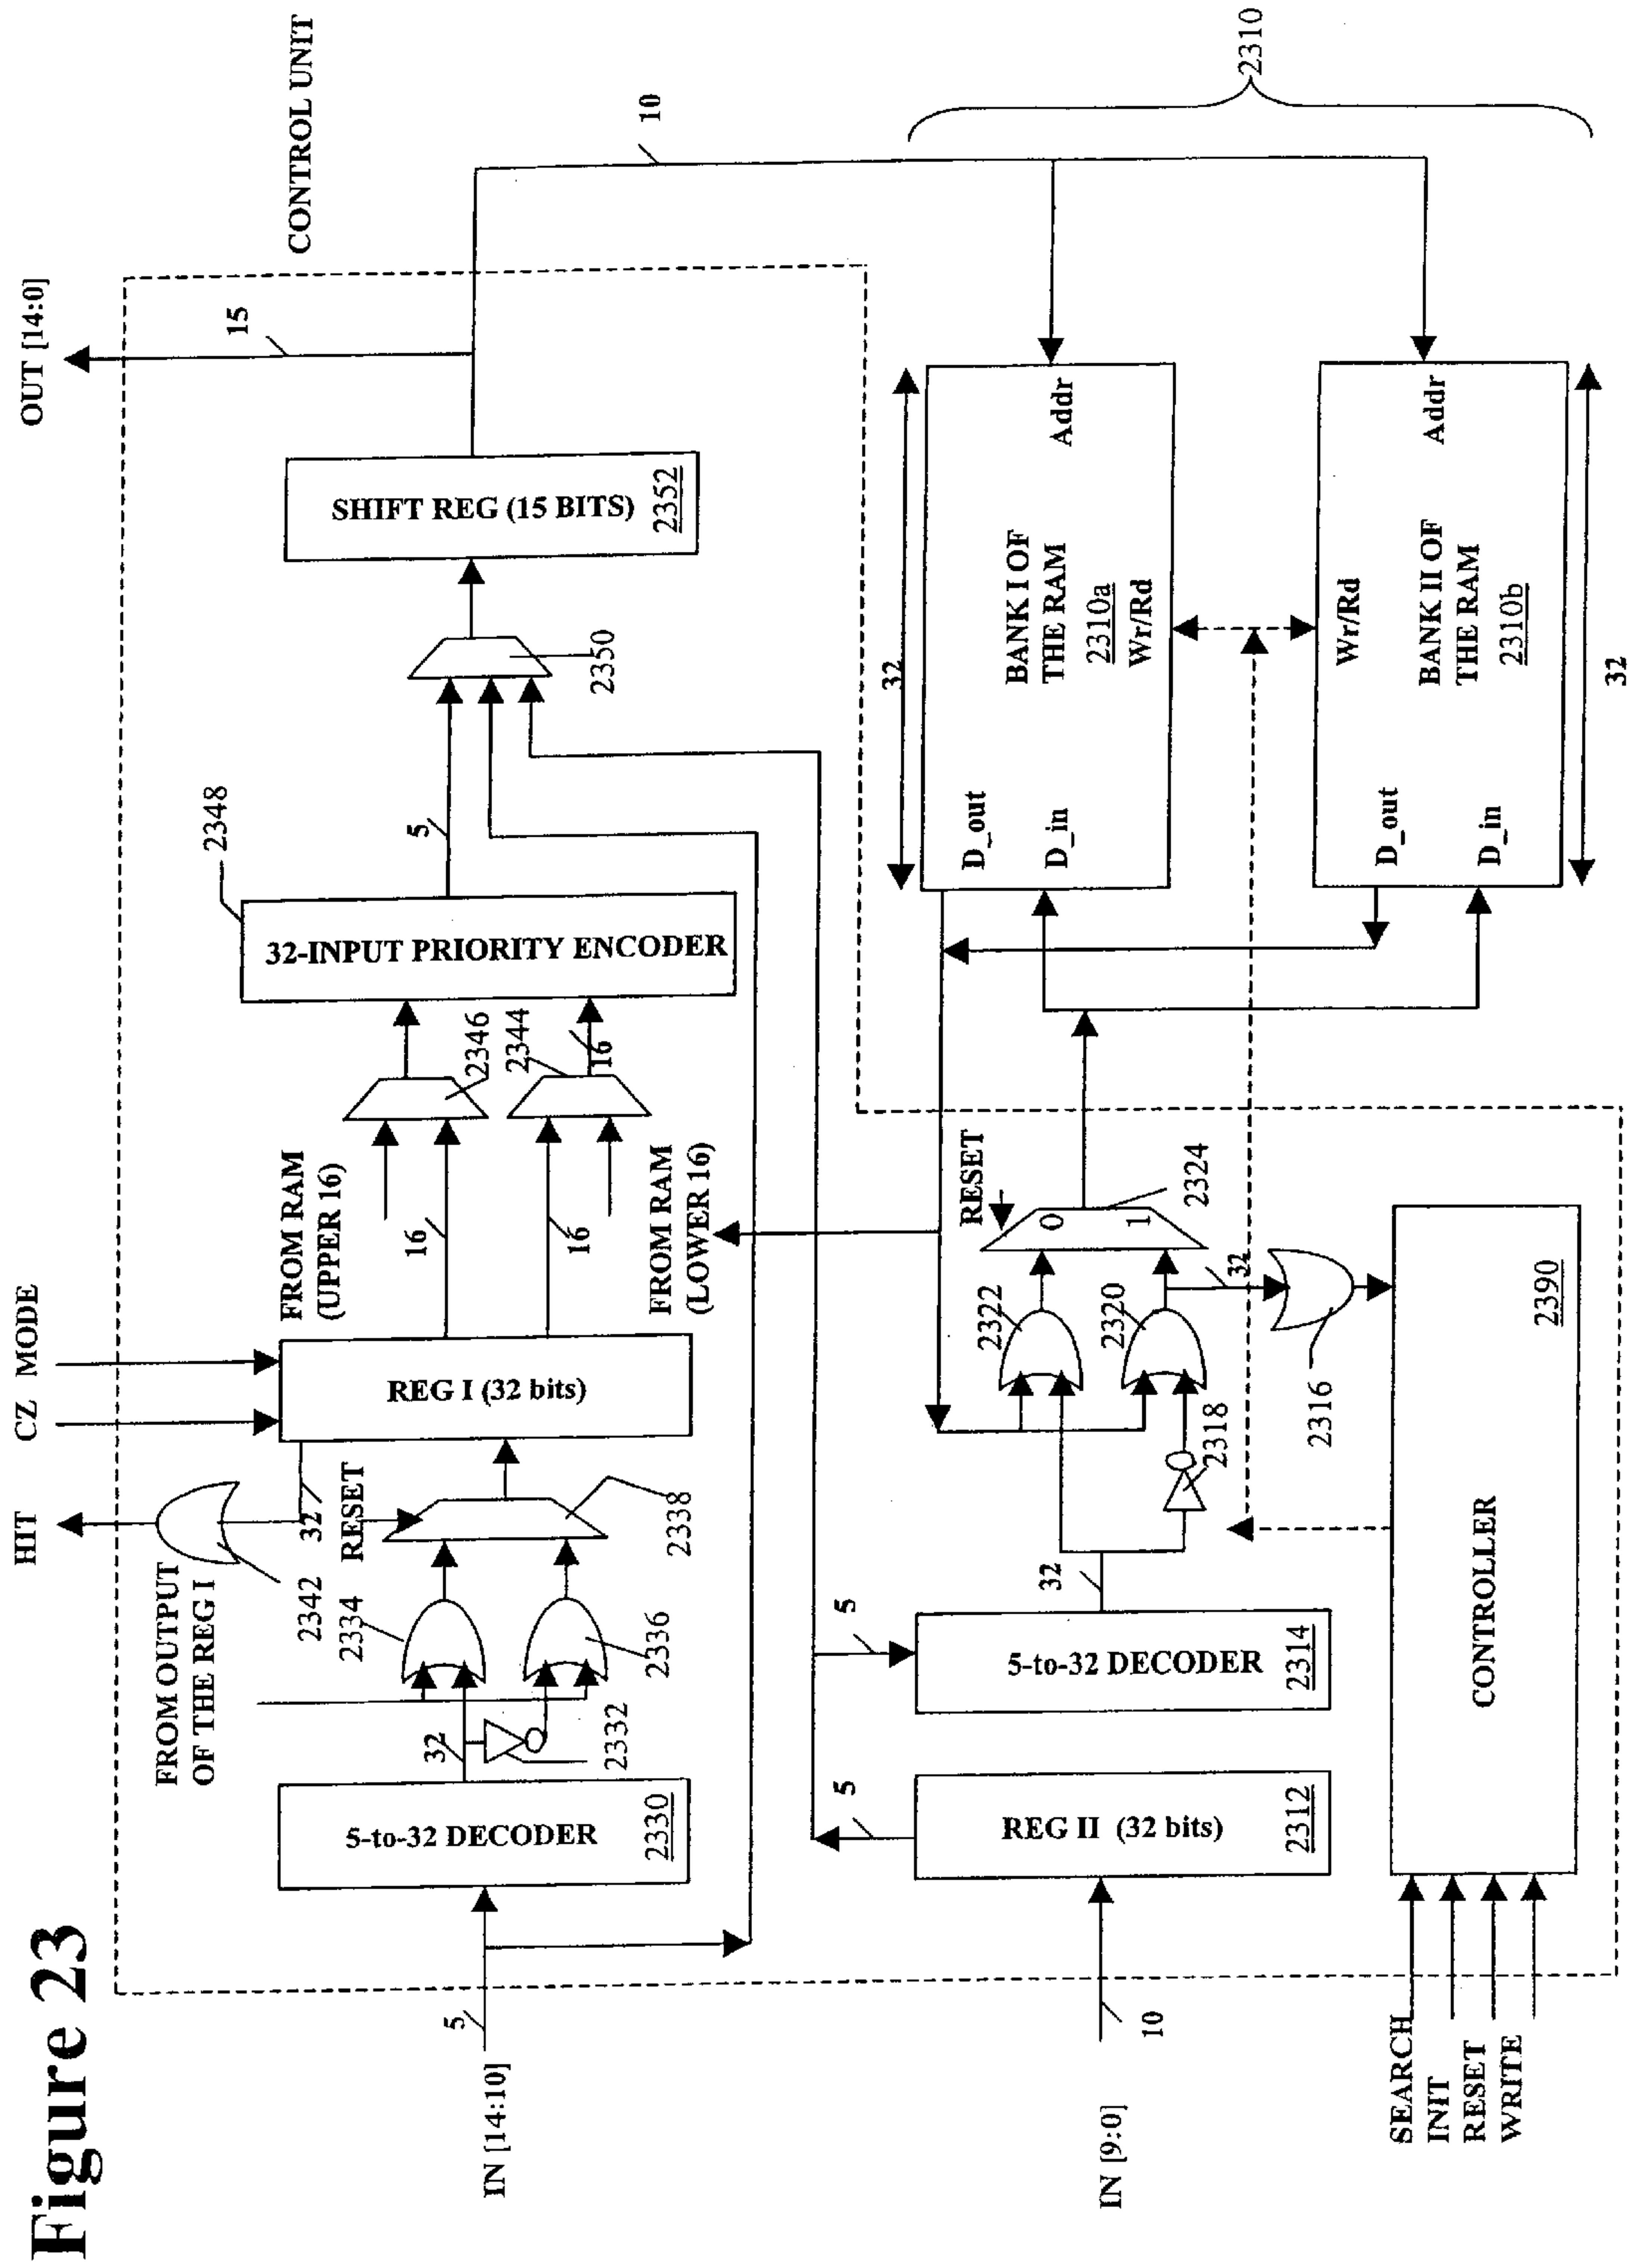 Figure 23
HIT
CZ
MODE
OUT [14:0]
CONTROL UNIT
FROM OUTPUT
OF THE REG I
2342
32
RESET
FROM RAM
(UPPER 16)
2348
15
10
5-to-32 DECODER
2330
32
2332
2334
2336
2338
REG I (32 bits)
16
16
FROM RAM
(LOWER 16)
2346
2344
16
32-INPUT PRIORITY ENCODER
5
2350
SHIFT REG (15 BITS)
2352
5
IN [14:10]
IN [9:0]
10
REG II (32 bits)
2312
5
5
5-to-32 DECODER
2314
32
2318
2322
2320
RESET
0
1
2324
32
2316
CONTROLLER
2390
SEARCH
INIT
RESET
WRITE
32
D_out
D_in
BANK I OF
THE RAM
2310a
Wr/Rd
Addr
D_out
D_in
Wr/Rd
BANK II OF
THE RAM
2310b
Addr
32
2310